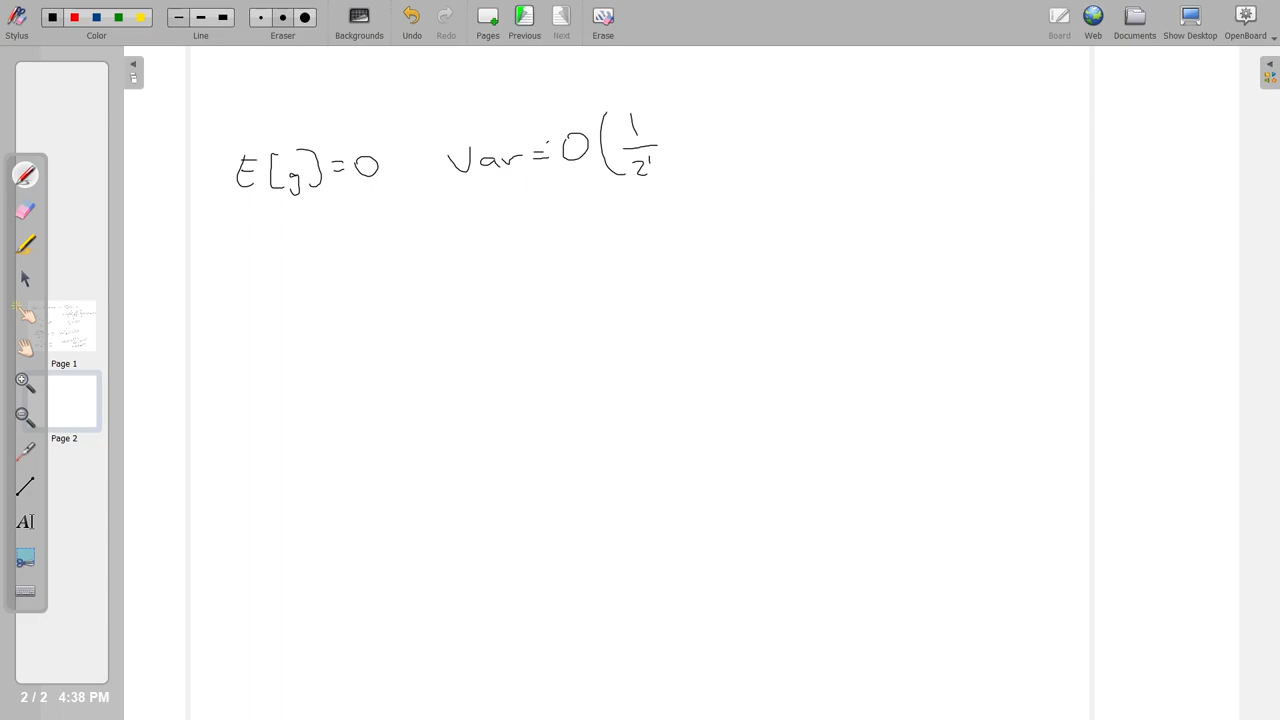 Stylus Color Line Eraser Backgrounds Undo Redo Pages Previous Next Erase Board Web Documents Show Desktop OpenBoard
E[g] = 0 Var = O(1/2^1
Page 1
Page 2
2 / 2 4:38 PM